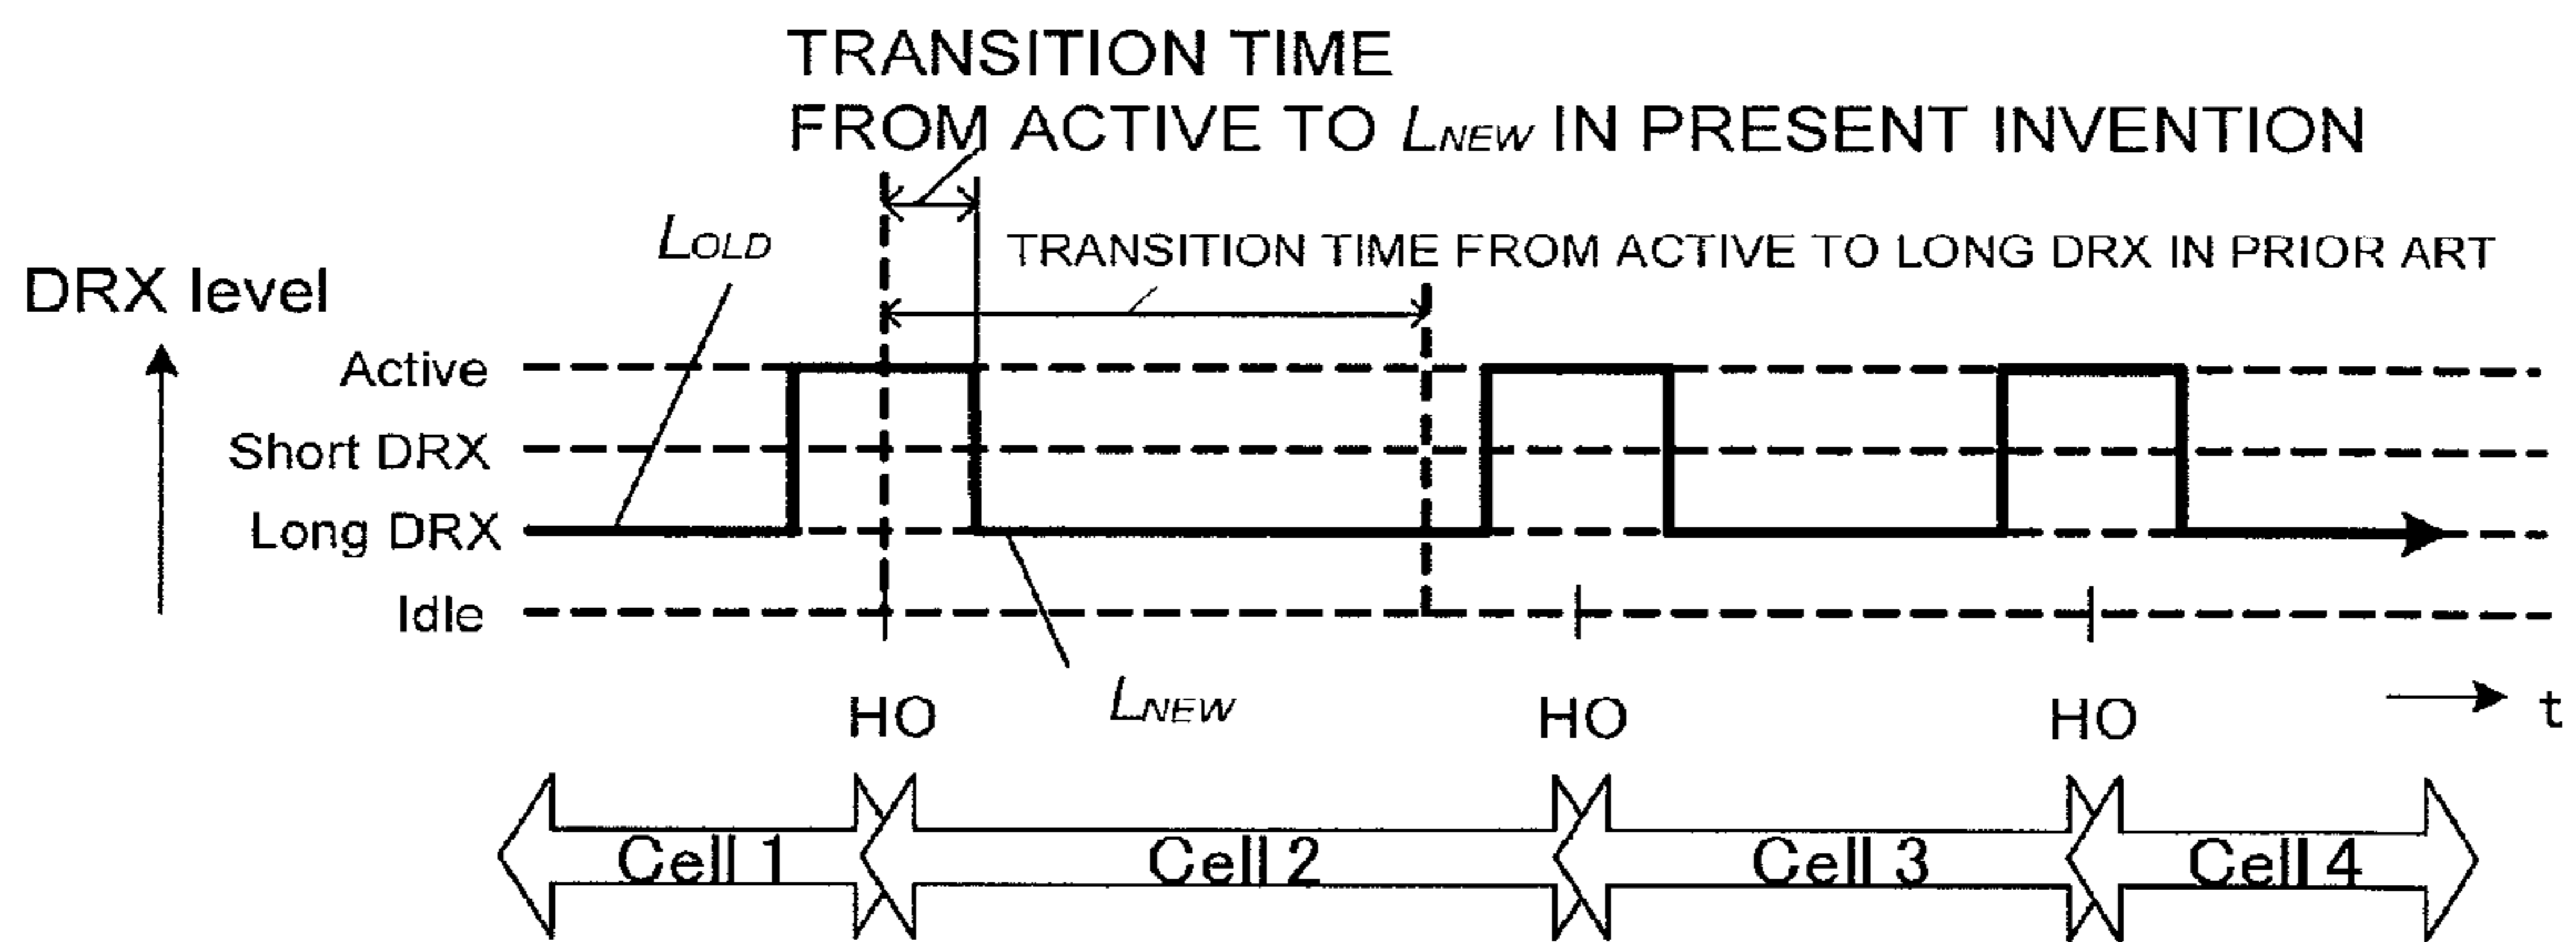 TRANSITION TIME
FROM ACTIVE TO LNEW IN PRESENT INVENTION
LOLD
TRANSITION TIME FROM ACTIVE TO LONG DRX IN PRIOR ART
DRX level
Active
Short DRX
Long DRX
Idle
LNEW
HO HO HO t
Cell 1 Cell 2 Cell 3 Cell 4